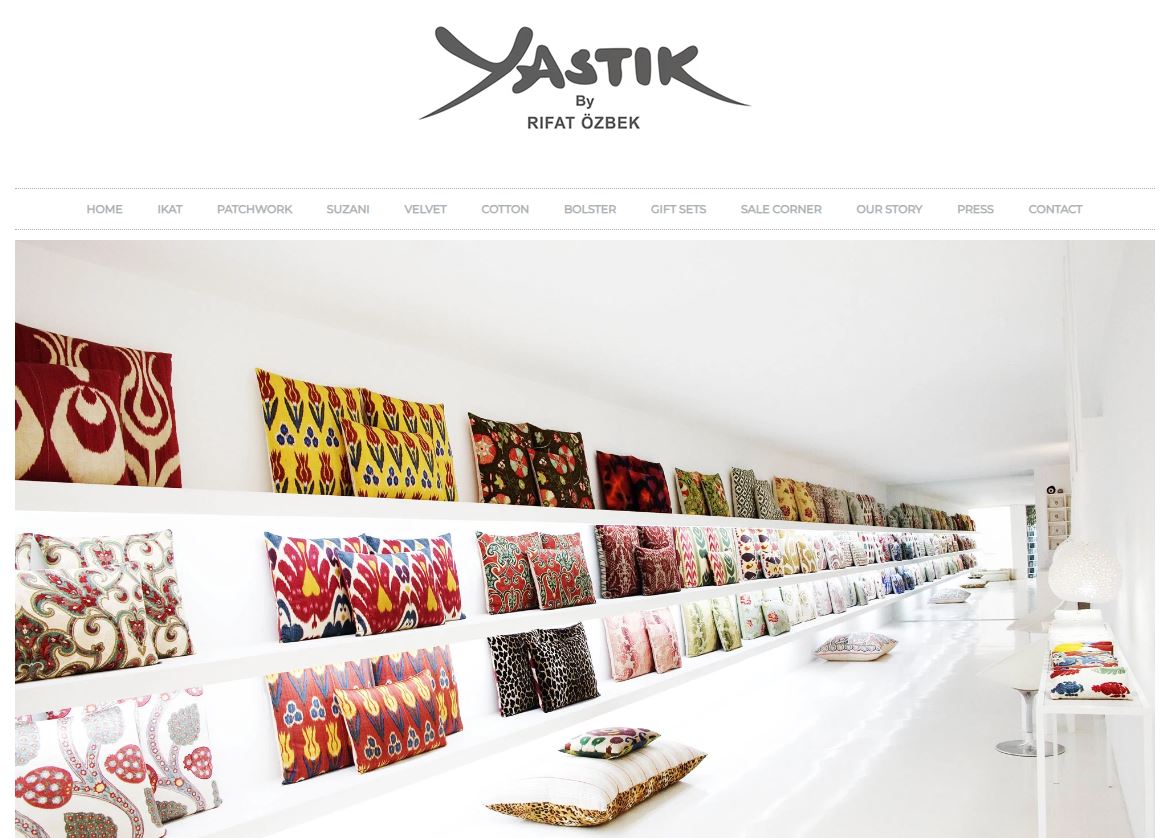 YASTIK
By
RIFAT ÖZBEK
HOME IKAT PATCHWORK SUZANI VELVET COTTON BOLSTER GIFT SETS SALE CORNER OUR STORY PRESS CONTACT